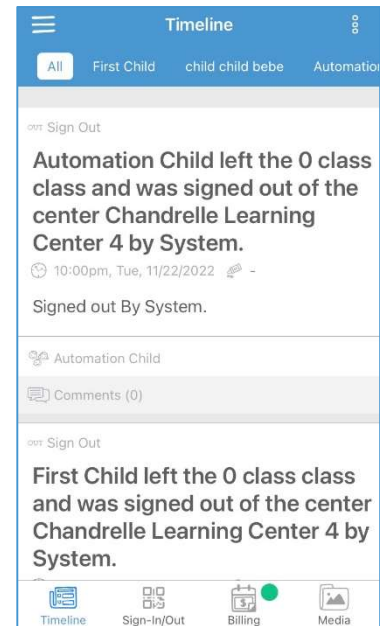 Timeline
All First Child child child bebe Automation
OUT Sign Out
Automation Child left the 0 class
class and was signed out of the
center Chandrelle Learning
Center 4 by System.
10:00pm, Tue, 11/22/2022 -
Signed out By System.
Automation Child
Comments (0)
OUT Sign Out
First Child left the 0 class class
and was signed out of the center
Chandrelle Learning Center 4 by
System.
Timeline Sign-In/Out Billing Media